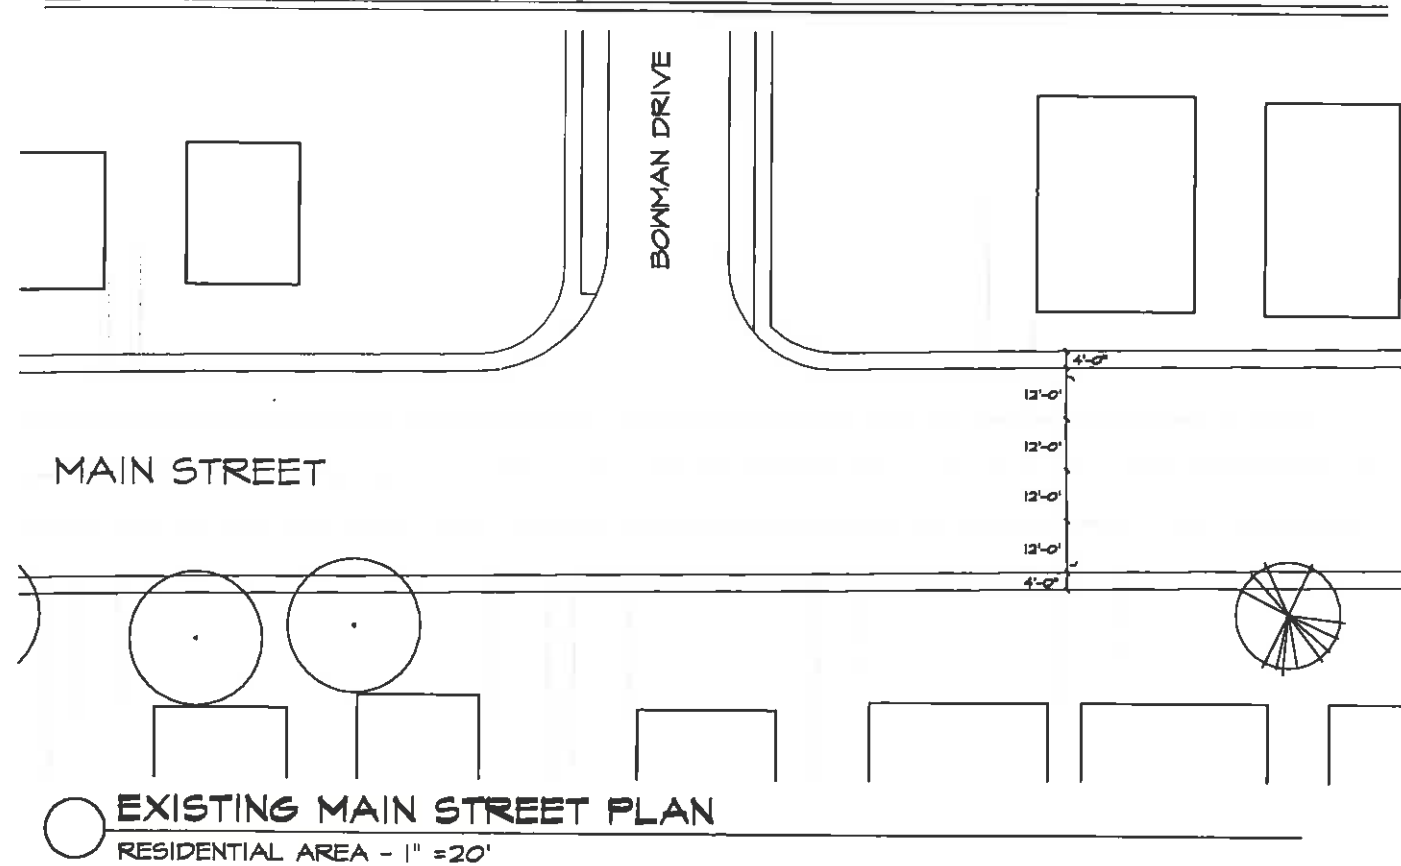 BOWMAN DRIVE
4'-0"
12'-0'
12'-0'
MAIN STREET
12'-0'
12'-0'
4'-0"
EXISTING MAIN STREET PLAN
RESIDENTIAL AREA - 1" =20'